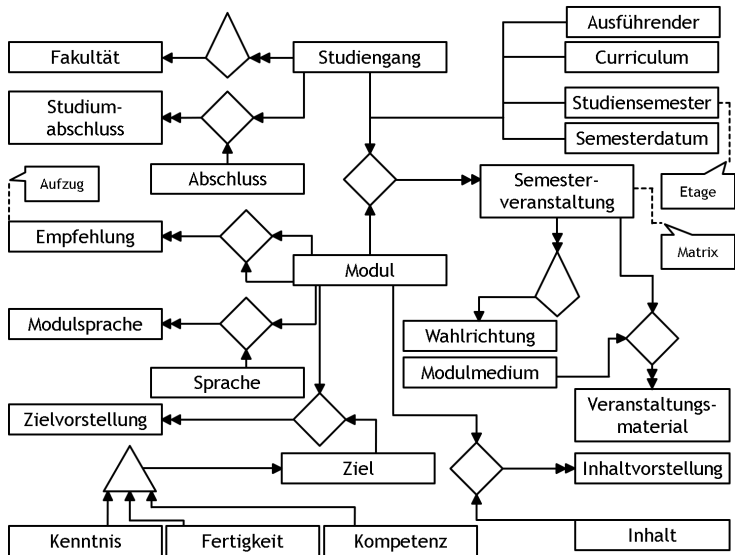 Ausführender
Fakultät
Studiengang
Curriculum
Studium-
abschluss
Studiensemester
Semesterdatum
Abschluss
Aufzug
Semester-
veranstaltung
Etage
Empfehlung
Modul
Matrix
Modulsprache
Wahlrichtung
Sprache
Modulmedium
Zielvorstellung
Veranstaltungs-
material
Ziel
Inhaltvorstellung
Kenntnis
Fertigkeit
Kompetenz
Inhalt